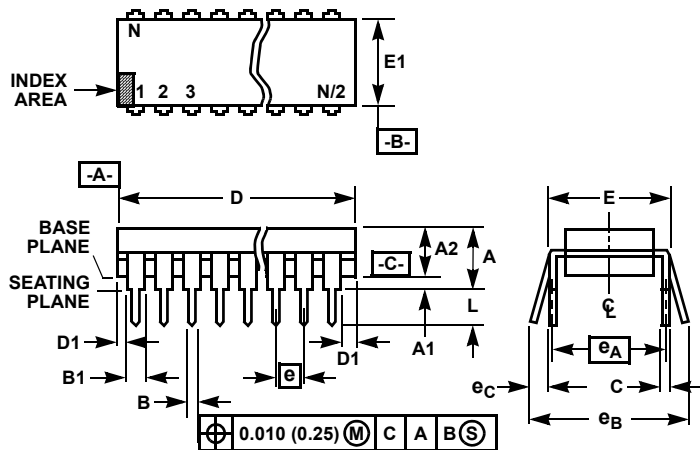 N
E1
INDEX
AREA
1 2 3 N/2
-B-
-A-
D
E
BASE
PLANE
A2 A
-C-
SEATING
PLANE
L
C
L
D1
A1
D1
eA
B1
e
eC
C
B
eB
0.010 (0.25) M C A B S